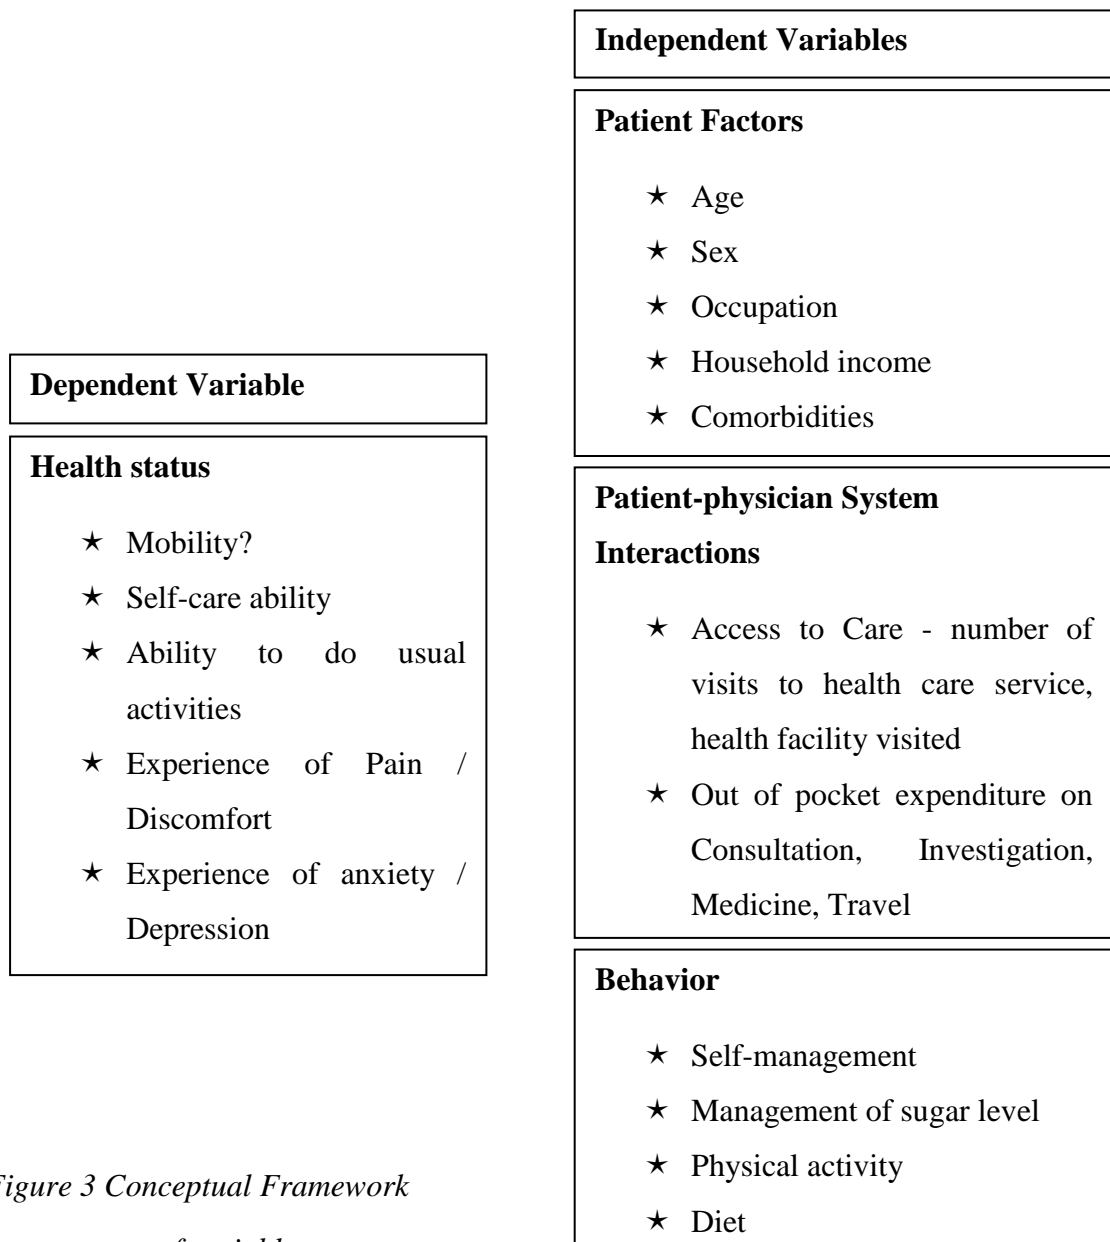 Independent Variables
Patient Factors
★ Age
★ Sex
★ Occupation
★ Household income
★ Comorbidities
Dependent Variable
Health status
★ Mobility?
★ Self-care ability
★ Ability to do usual
activities
★ Experience of Pain /
Discomfort
★ Experience of anxiety /
Depression
Patient-physician System
Interactions
★ Access to Care - number of
visits to health care service,
health facility visited
★ Out of pocket expenditure on
Consultation, Investigation,
Medicine, Travel
Behavior
★ Self-management
★ Management of sugar level
★ Physical activity
★ Diet
Figure 3 Conceptual Framework